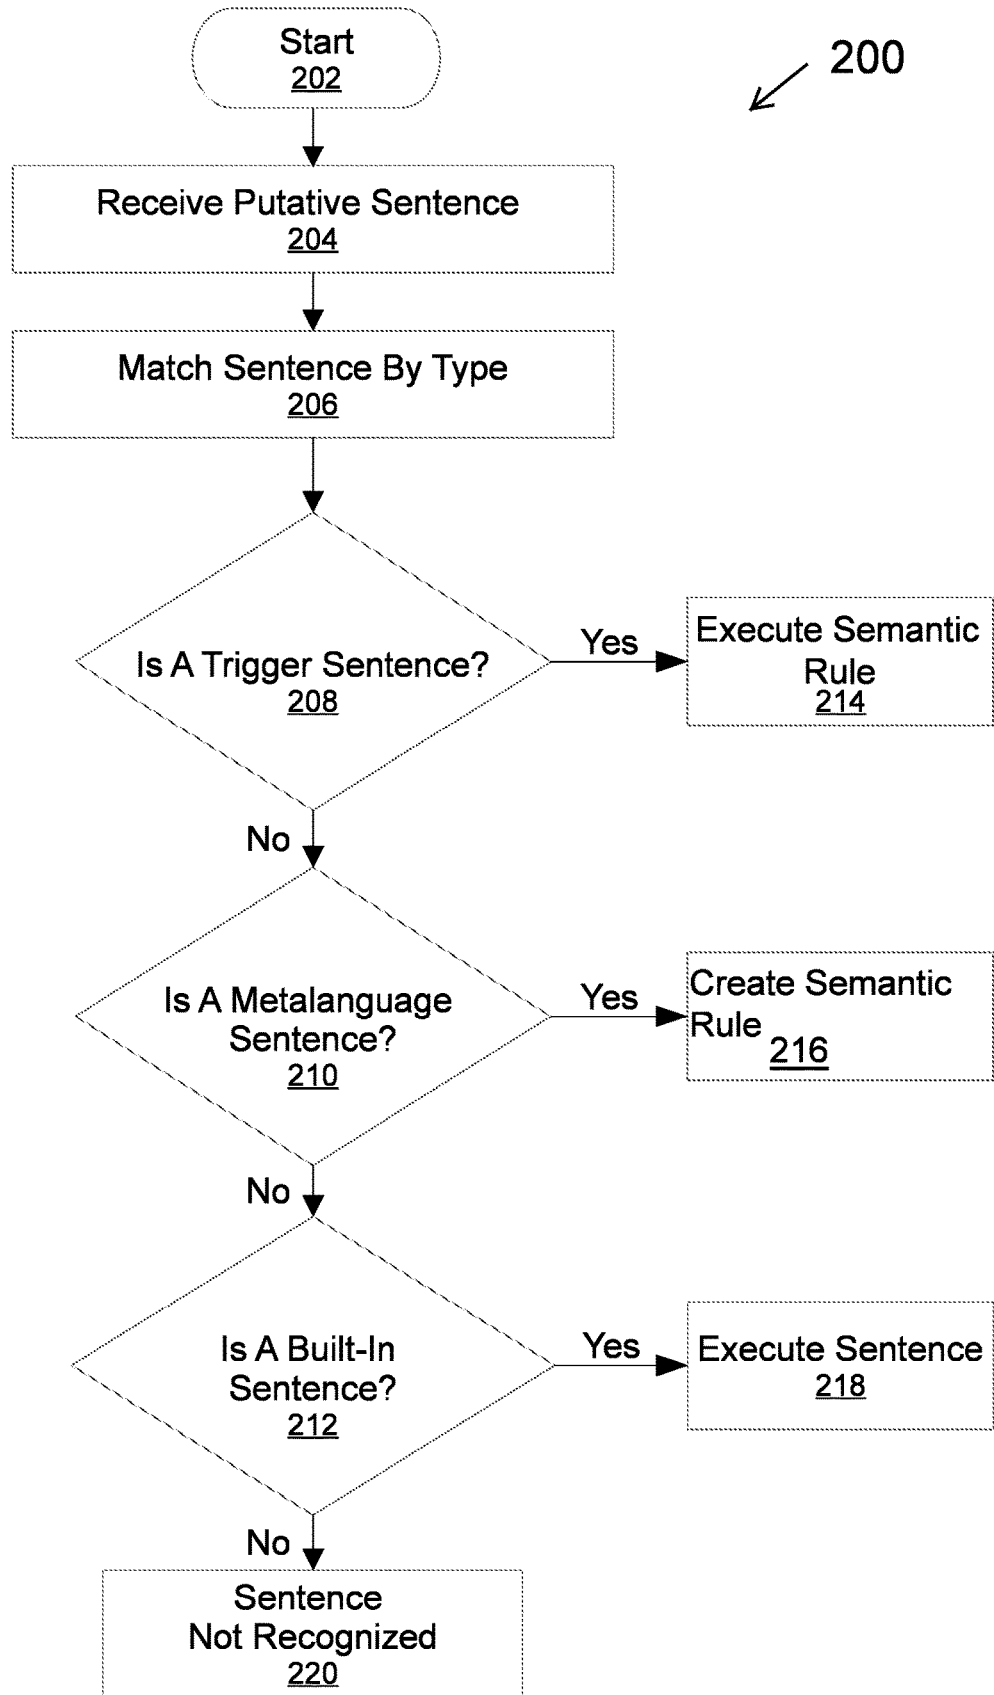 Start
202
200
Receive Putative Sentence
204
Match Sentence By Type
206
Is A Trigger Sentence?
208
Yes
Execute Semantic
Rule
214
No
Is A Metalanguage
Sentence?
210
Yes
Create Semantic
Rule
216
No
Is A Built-In
Sentence?
212
Yes
Execute Sentence
218
No
Sentence
Not Recognized
220